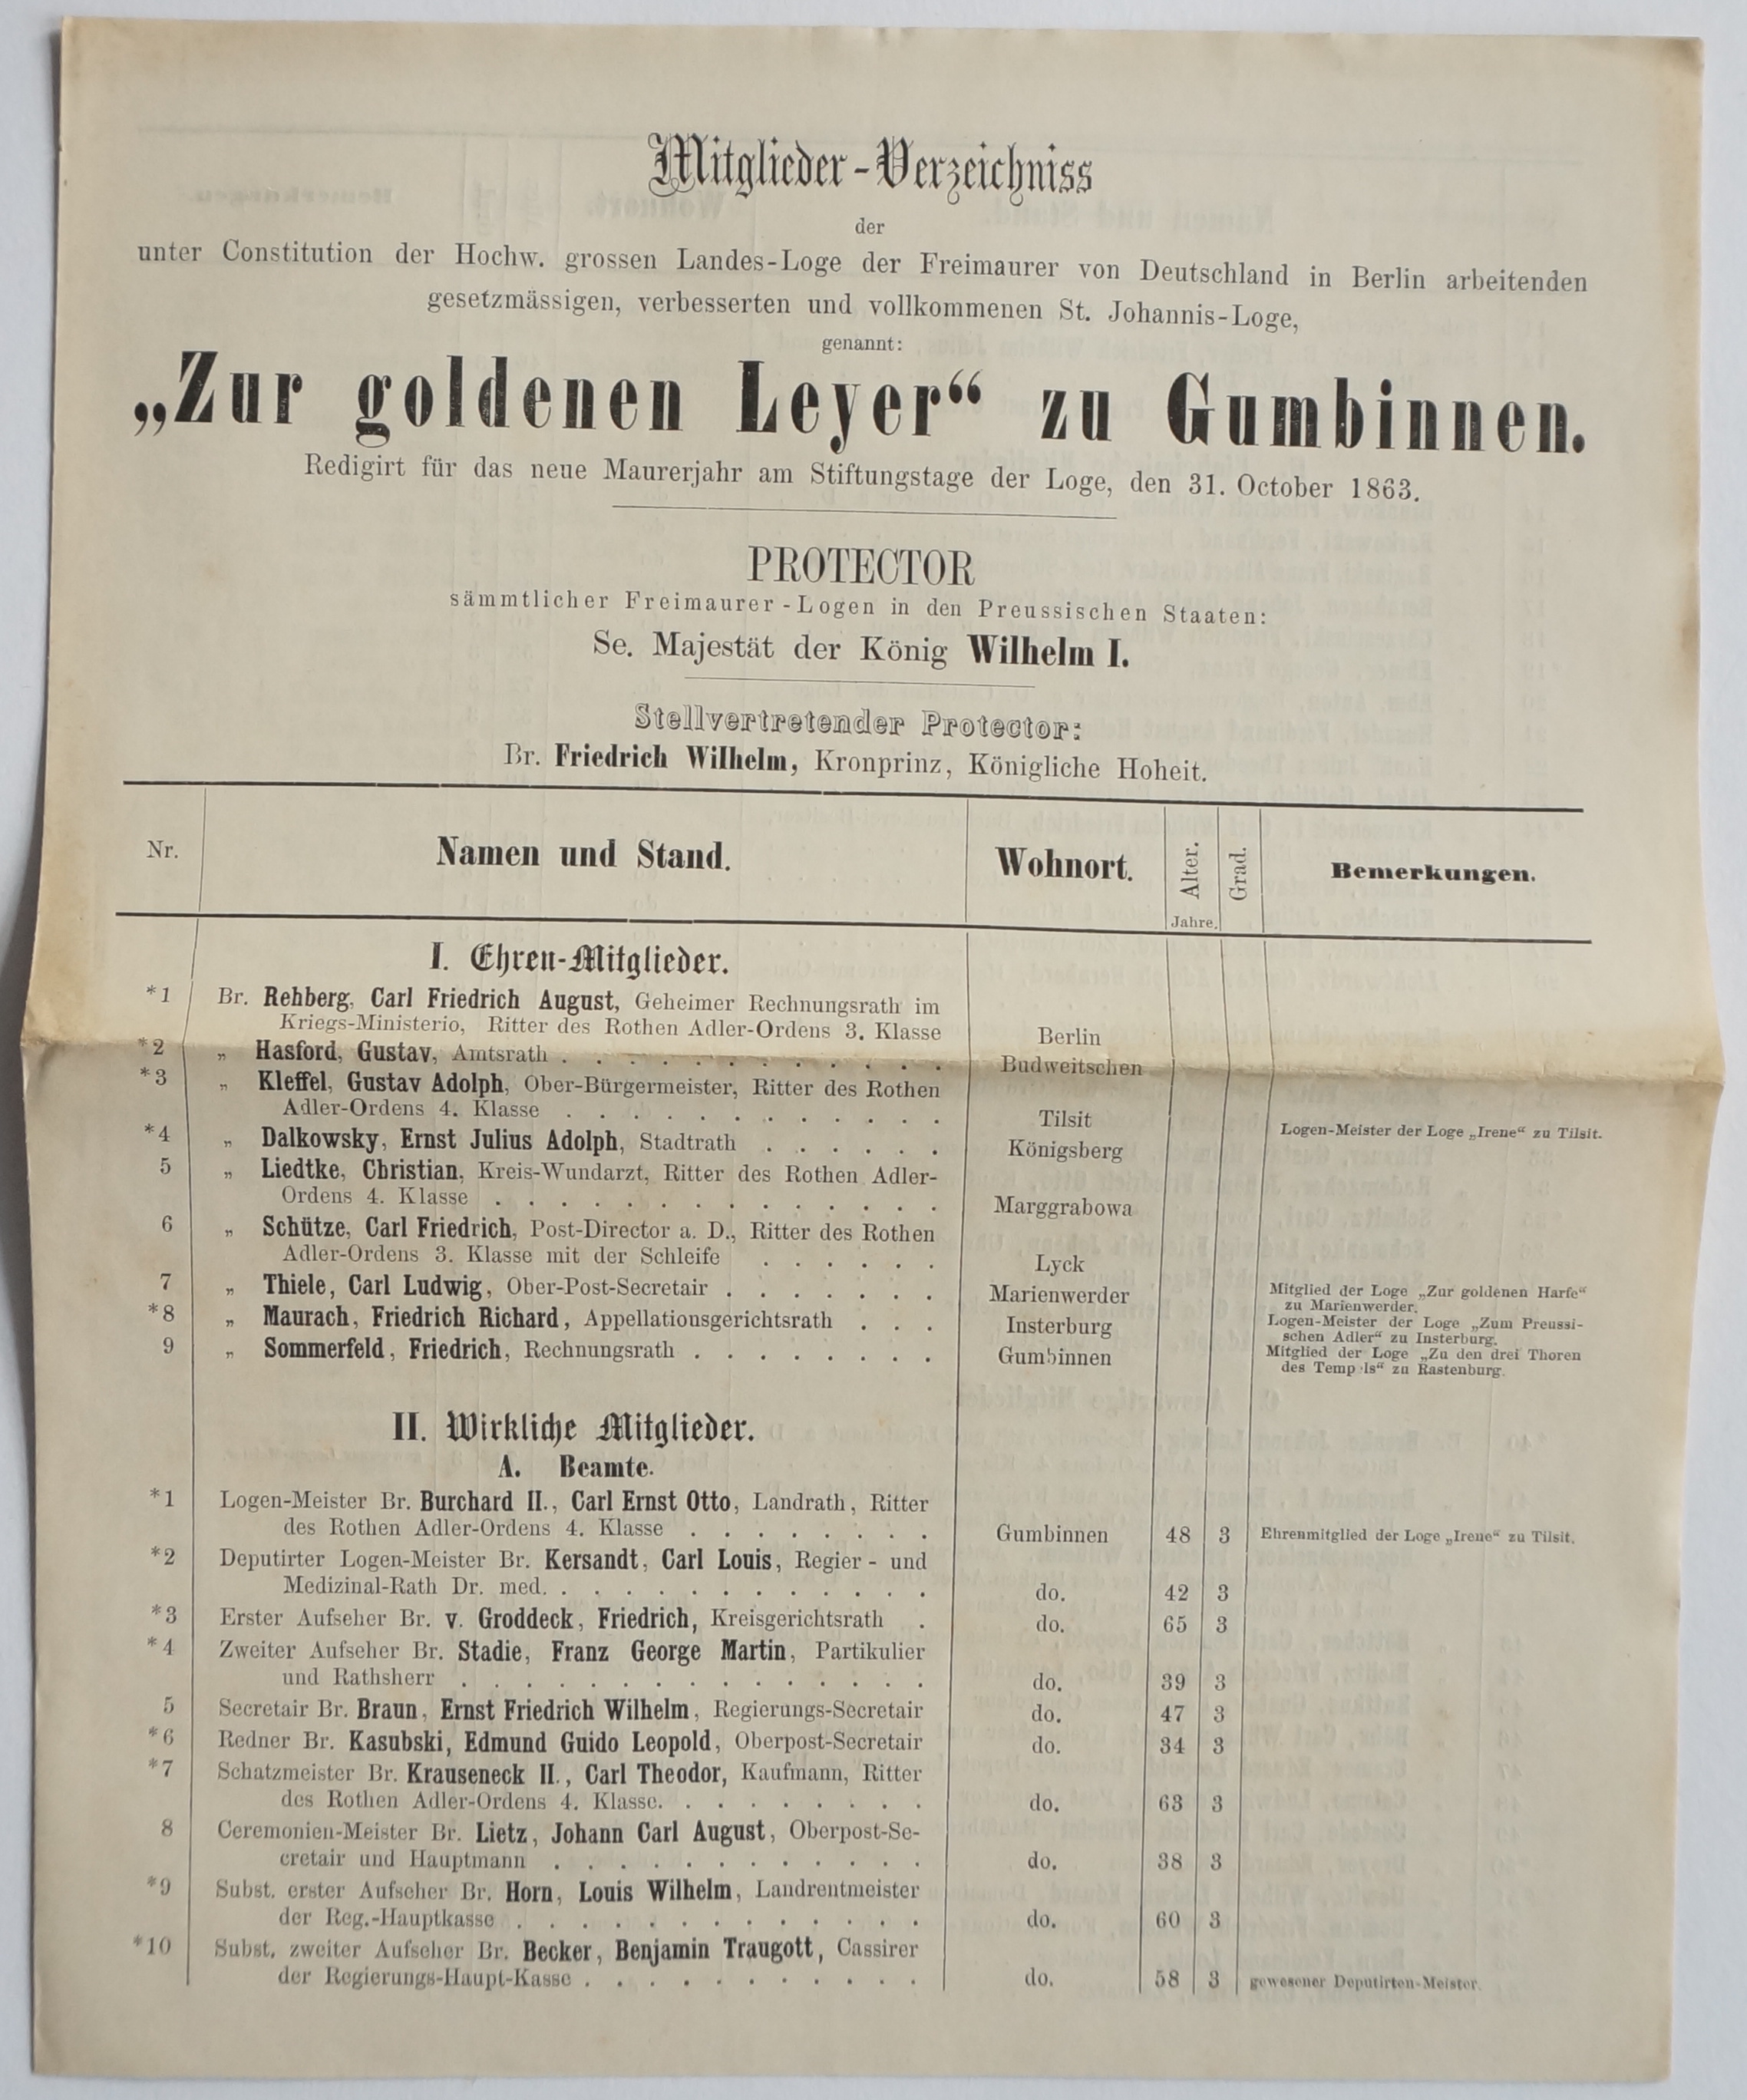 Mitglieder-Verzeichniss
der
unter Constitution der Hochw. grossen Landes-Loge der Freimaurer von Deutschland in Berlin arbeitenden
gesetzmässigen, verbesserten und vollkommenen St. Johannis-Loge,
genannt:
„Zur goldenen Leyer“ zu Gumbinnen.
Redigirt für das neue Maurerjahr am Stiftungstage der Loge, den 31. October 1863.
PROTECTOR
sämmtlicher Freimaurer-Logen in den Preussischen Staaten:
Se. Majestät der König Wilhelm I.
Stellvertretender Protector:
Br. Friedrich Wilhelm, Kronprinz, Königliche Hoheit.
Nr. Namen und Stand. Wohnort. Alter. Jahre. Grad. Bemerkungen.
I. Ehren-Mitglieder.
*1 Br. Rehberg, Carl Friedrich August, Geheimer Rechnungsrath im
Kriegs-Ministerio, Ritter des Rothen Adler-Ordens 3. Klasse Berlin
*2 „ Hasford, Gustav, Amtsrath . . . . . . . . . . . . Budweitschen
*3 „ Kleffel, Gustav Adolph, Ober-Bürgermeister, Ritter des Rothen
Adler-Ordens 4. Klasse . . . . . . . . . . . . Tilsit Logen-Meister der Loge „Irene“ zu Tilsit.
*4 „ Dalkowsky, Ernst Julius Adolph, Stadtrath . . . . . . Königsberg
5 „ Liedtke, Christian, Kreis-Wundarzt, Ritter des Rothen Adler-
Ordens 4. Klasse . . . . . . . . . . . . . . Marggrabowa
6 „ Schütze, Carl Friedrich, Post-Director a. D., Ritter des Rothen
Adler-Ordens 3. Klasse mit der Schleife . . . . . . Lyck
7 „ Thiele, Carl Ludwig, Ober-Post-Secretair . . . . . . . Marienwerder Mitglied der Loge „Zur goldenen Harfe“
zu Marienwerder.
*8 „ Maurach, Friedrich Richard, Appellationsgerichtsrath . . . Insterburg Logen-Meister der Loge „Zum Preussi-
schen Adler“ zu Insterburg.
9 „ Sommerfeld, Friedrich, Rechnungsrath . . . . . . . . Gumbinnen Mitglied der Loge „Zu den drei Thoren
des Tempels“ zu Rastenburg.
II. Wirkliche Mitglieder.
A. Beamte.
*1 Logen-Meister Br. Burchard II., Carl Ernst Otto, Landrath, Ritter
des Rothen Adler-Ordens 4. Klasse . . . . . . . . Gumbinnen 48 3 Ehrenmitglied der Loge „Irene“ zu Tilsit.
*2 Deputirter Logen-Meister Br. Kersandt, Carl Louis, Regier- und
Medizinal-Rath Dr. med. . . . . . . . . . . . . do. 42 3
*3 Erster Aufseher Br. v. Groddeck, Friedrich, Kreisgerichtsrath . do. 65 3
*4 Zweiter Aufseher Br. Stadie, Franz George Martin, Partikulier
und Rathsherr . . . . . . . . . . . . . . . do. 39 3
5 Secretair Br. Braun, Ernst Friedrich Wilhelm, Regierungs-Secretair do. 47 3
*6 Redner Br. Kasubski, Edmund Guido Leopold, Oberpost-Secretair do. 34 3
*7 Schatzmeister Br. Krauseneck II., Carl Theodor, Kaufmann, Ritter
des Rothen Adler-Ordens 4. Klasse. . . . . . . . . do. 63 3
8 Ceremonien-Meister Br. Lietz, Johann Carl August, Oberpost-Se-
cretair und Hauptmann . . . . . . . . . . . . do. 38 3
*9 Subst. erster Aufseher Br. Horn, Louis Wilhelm, Landrentmeister
der Reg.-Hauptkasse . . . . . . . . . . . . . do. 60 3
*10 Subst. zweiter Aufseher Br. Becker, Benjamin Traugott, Cassirer
der Regierungs-Haupt-Kasse . . . . . . . . . . . do. 58 3 gewesener Deputirten-Meister.